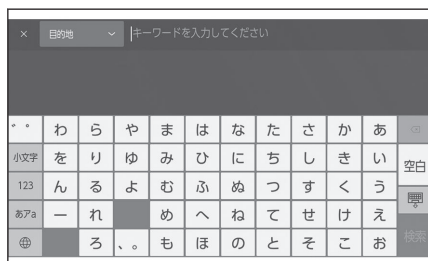 × 目的地 キーワードを入力してください
゛゜ わ ら や ま は な た さ か あ
小文字 を り ゆ み ひ に ち し き い 空白
123 ん る よ む ふ ぬ つ す く う
あアa ー れ め へ ね て せ け え
ろ 、。 も ほ の と そ こ お 検索